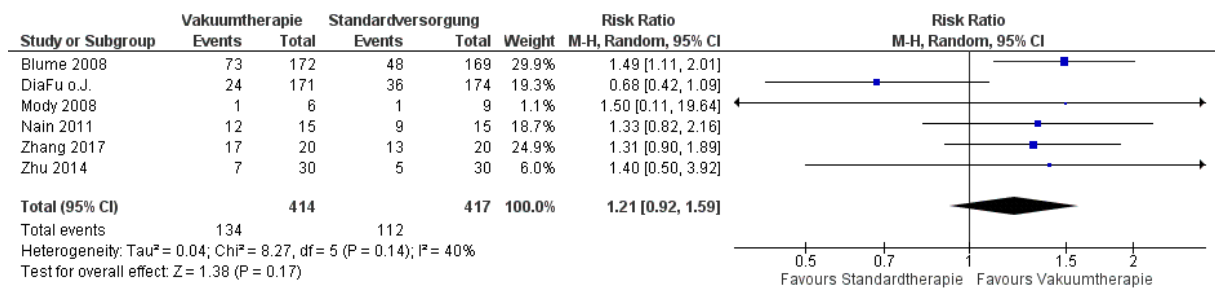 Vakuumtherapie Standardversorgung Risk Ratio Risk Ratio
Study or Subgroup Events Total Events Total Weight M-H, Random, 95% CI M-H, Random, 95% CI
Blume 2008 73 172 48 169 29.9% 1.49 [1.11, 2.01]
DiaFu o.J. 24 171 36 174 19.3% 0.68 [0.42, 1.09]
Mody 2008 1 6 1 9 1.1% 1.50 [0.11, 19.64]
Nain 2011 12 15 9 15 18.7% 1.33 [0.82, 2.16]
Zhang 2017 17 20 13 20 24.9% 1.31 [0.90, 1.89]
Zhu 2014 7 30 5 30 6.0% 1.40 [0.50, 3.92]
Total (95% CI) 414 417 100.0% 1.21 [0.92, 1.59]
Total events 134 112
Heterogeneity: Tau² = 0.04; Chi² = 8.27, df = 5 (P = 0.14); I² = 40%
Test for overall effect: Z = 1.38 (P = 0.17)
0.5 0.7 1 1.5 2
Favours Standardtherapie Favours Vakuumtherapie